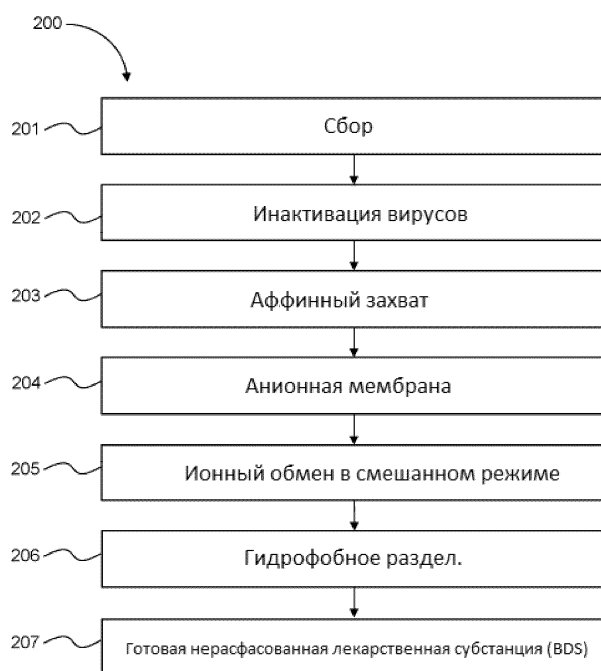 200
201
Сбор
202
Инактивация вирусов
203
Аффинный захват
204
Анионная мембрана
205
Ионный обмен в смешанном режиме
206
Гидрофобное раздел.
207
Готовая нерасфасованная лекарственная субстанция (BDS)